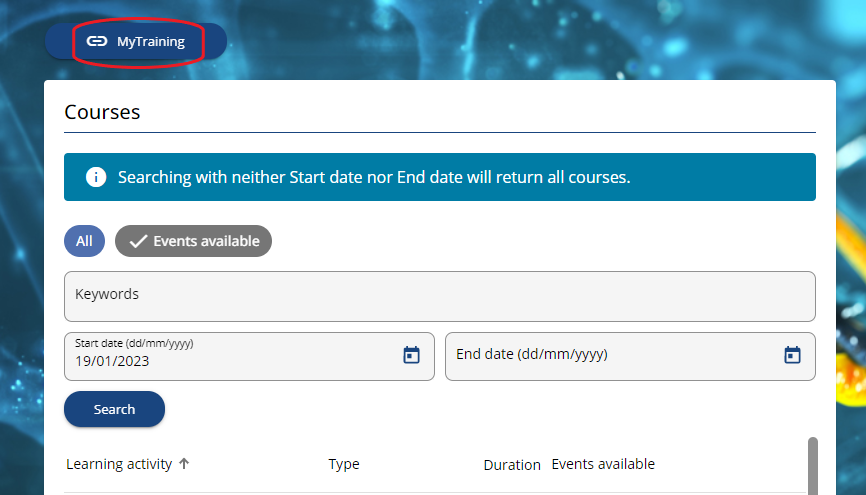 MyTraining
Courses
Searching with neither Start date nor End date will return all courses.
All Events available
Keywords
Start date (dd/mm/yyyy)
19/01/2023
End date (dd/mm/yyyy)
Search
Learning activity Type Duration Events available